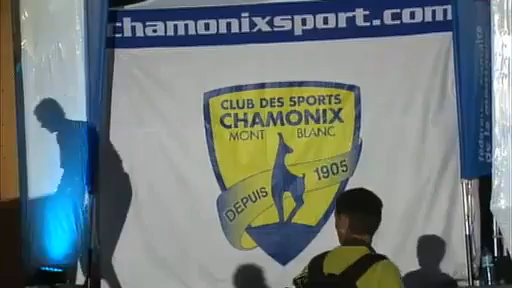 chamonixsport.com
CLUB DES SPORTS
CHAMONIX
MONT BLANC
DEPUIS 1905